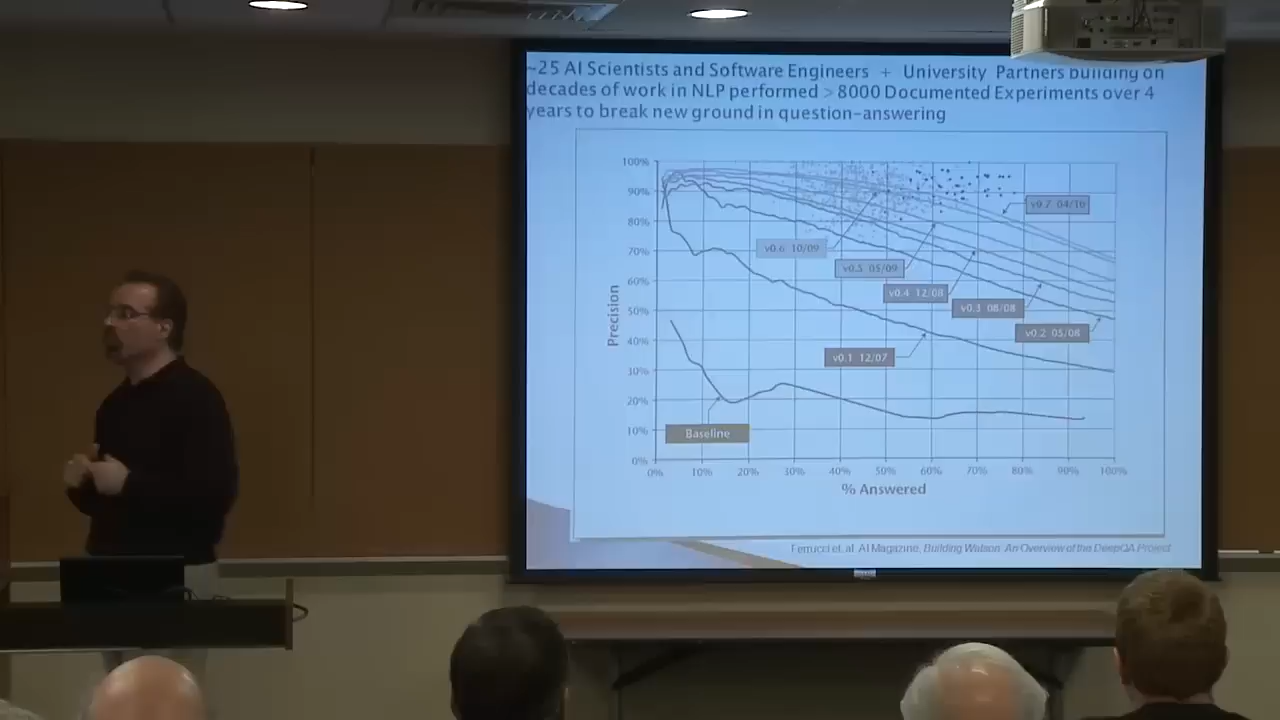 ~25 AI Scientists and Software Engineers + University Partners building on
decades of work in NLP performed > 8000 Documented Experiments over 4
years to break new ground in question-answering
100%
90%
80%
70%
60%
50%
40%
30%
20%
10%
0%
Precision
v0.7 04/10
v0.6 10/09
v0.5 05/09
v0.4 12/08
v0.3 08/08
v0.2 05/08
v0.1 12/07
Baseline
0% 10% 20% 30% 40% 50% 60% 70% 80% 90% 100%
% Answered
Ferrucci et. al. AI Magazine, Building Watson: An Overview of the DeepQA Project